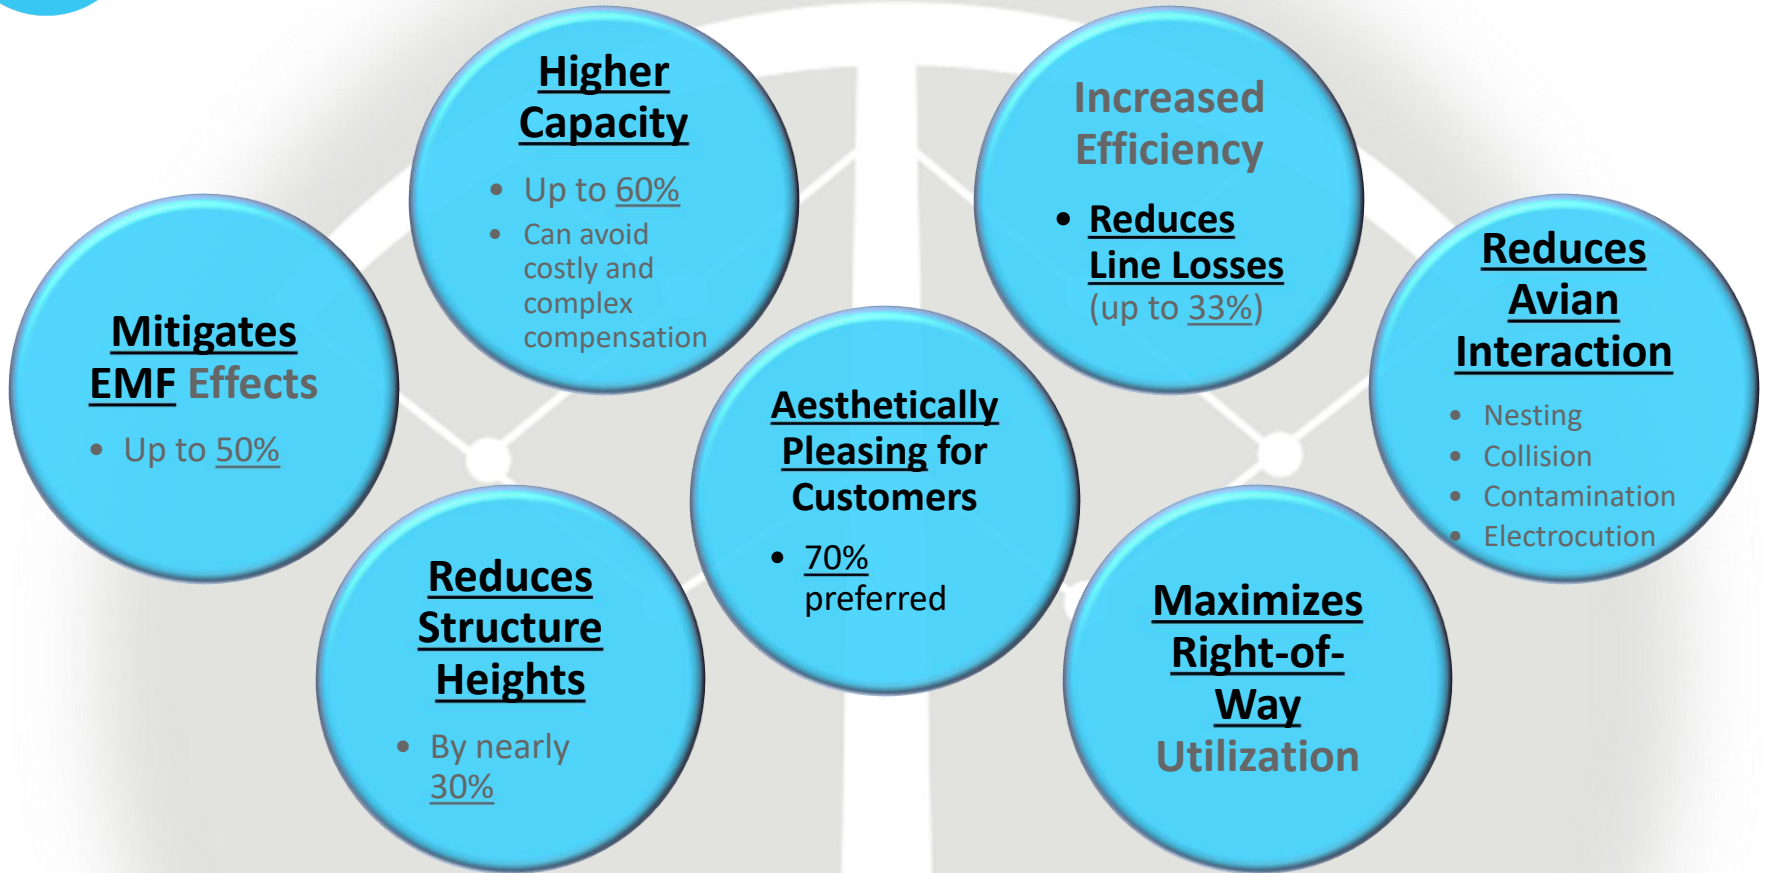 Mitigates
EMF Effects
• Up to 50%
Higher
Capacity
• Up to 60%
• Can avoid
costly and
complex
compensation
Reduces
Structure
Heights
• By nearly
30%
Aesthetically
Pleasing for
Customers
• 70%
preferred
Increased
Efficiency
• Reduces
Line Losses
(up to 33%)
Maximizes
Right-of-
Way
Utilization
Reduces
Avian
Interaction
• Nesting
• Collision
• Contamination
• Electrocution